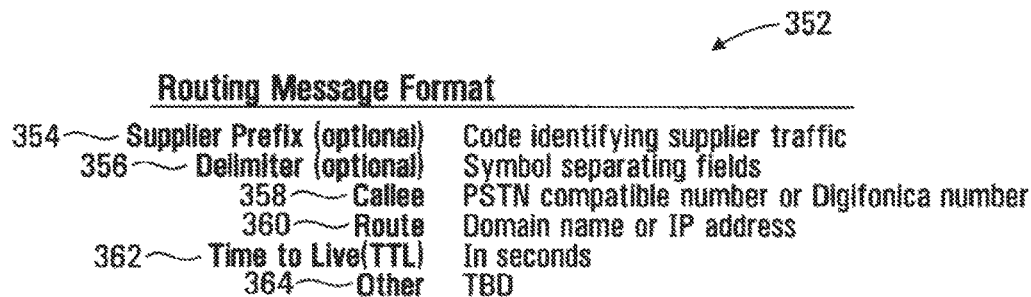 352
Routing Message Format
354 Supplier Prefix (optional) Code identifying supplier traffic
356 Delimiter (optional) Symbol separating fields
358 Callee PSTN compatible number or Digifonica number
360 Route Domain name or IP address
362 Time to Live(TTL) In seconds
364 Other TBD